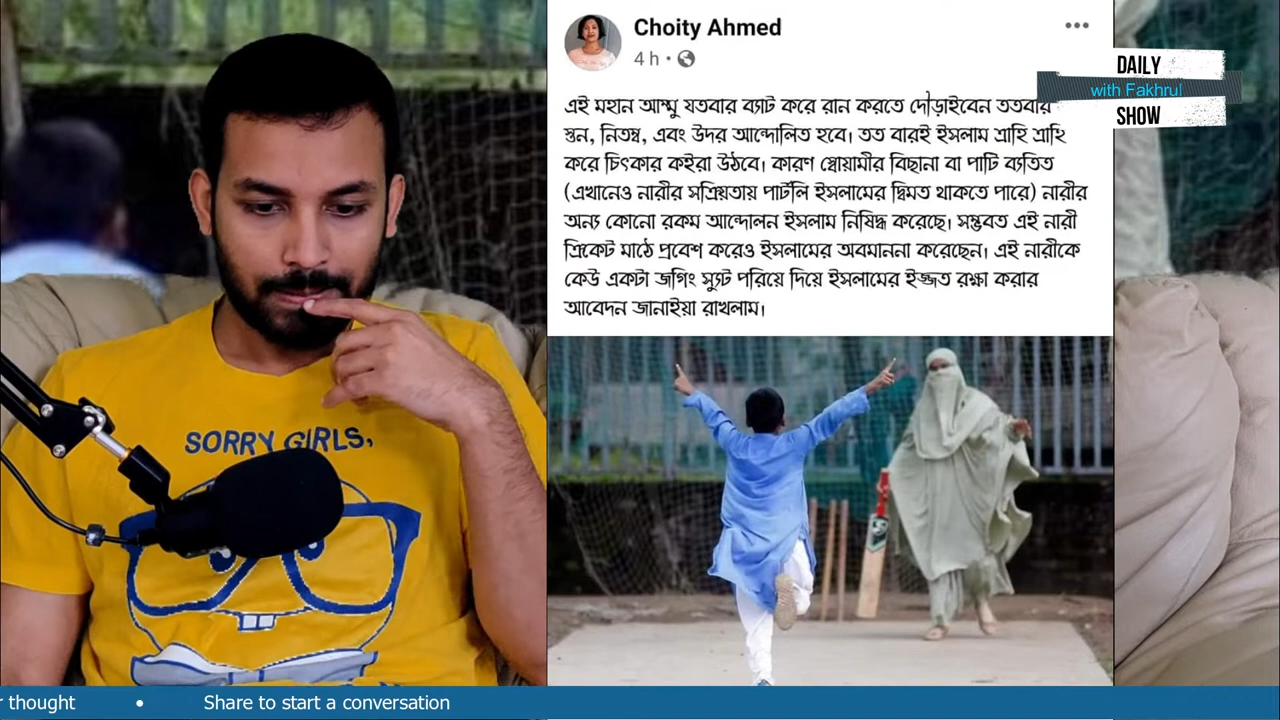 Choity Ahmed
4 h
এই মহান আম্মু যতবার ব্যাট করে রান করতে দৌড়াইবেন ততবার
স্তন, নিতম্ব, এবং উদর আন্দোলিত হবে। তত বারই ইসলাম ত্রাহি ত্রাহি
করে চিৎকার কইরা উঠবে। কারণ স্বোয়ামীর বিছানা বা পাটি ব্যতিত
(এখানেও নারীর সক্রিয়তায় পার্টলি ইসলামের দ্বিমত থাকতে পারে) নারীর
অন্য কোনো রকম আন্দোলন ইসলাম নিষিদ্ধ করেছে। সম্ভবত এই নারী
ক্রিকেট মাঠে প্রবেশ করেও ইসলামের অবমাননা করেছেন। এই নারীকে
কেউ একটা জগিং স্যুট পরিয়ে দিয়ে ইসলামের ইজ্জত রক্ষা করার
আবেদন জানাইয়া রাখলাম।
DAILY
with Fakhrul
SHOW
SORRY GIRLS,
thought • Share to start a conversation